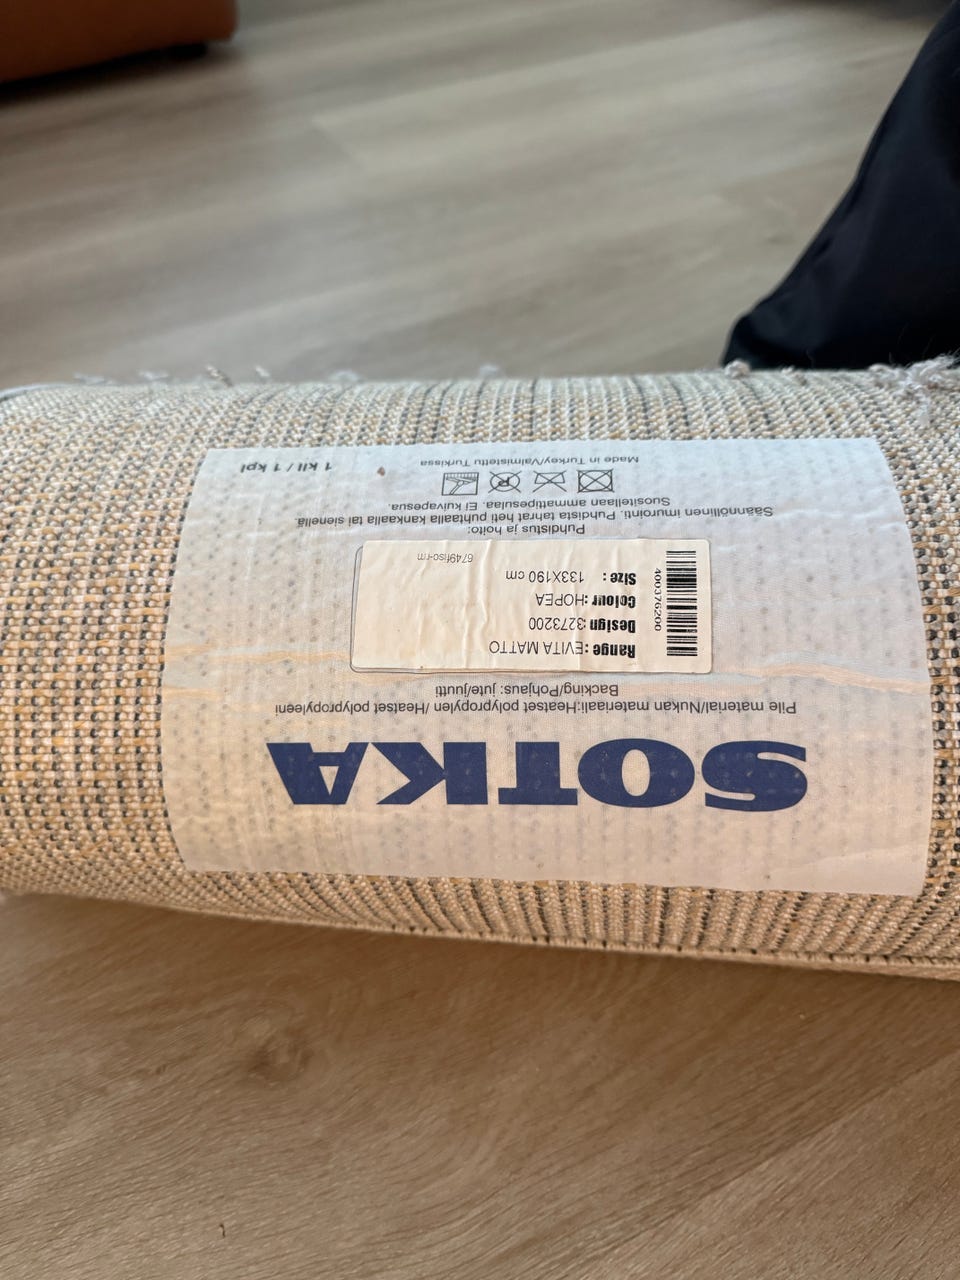 SOTKA
Pile material/Nukan materiaali:Heatset polypropylen / Heatset polypropyleeni
Backing/Pohjaus: jute/juutti
Range : EVITA MATTO
Design :3273200
Colour :HOPEA
Size : 133X190 cm
400376200
6749fiso-rm
Puhdistus ja hoito:
Säännöllinen imurointi. Puhdista tahrat heti puhtaalla kankaalla tai sienellä.
Suositellaan ammattipesulaa. Ei kuivapesua.
P
Made in Turkey/Valmistettu Turkissa
1 kll / 1 kpl